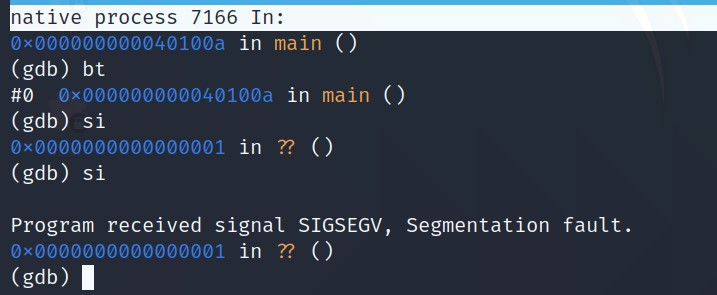 native process 7166 In:
0×000000000040100a in main ()
(gdb) bt
#0  0×000000000040100a in main ()
(gdb) si
0×0000000000000001 in ?? ()
(gdb) si

Program received signal SIGSEGV, Segmentation fault.
0×0000000000000001 in ?? ()
(gdb)